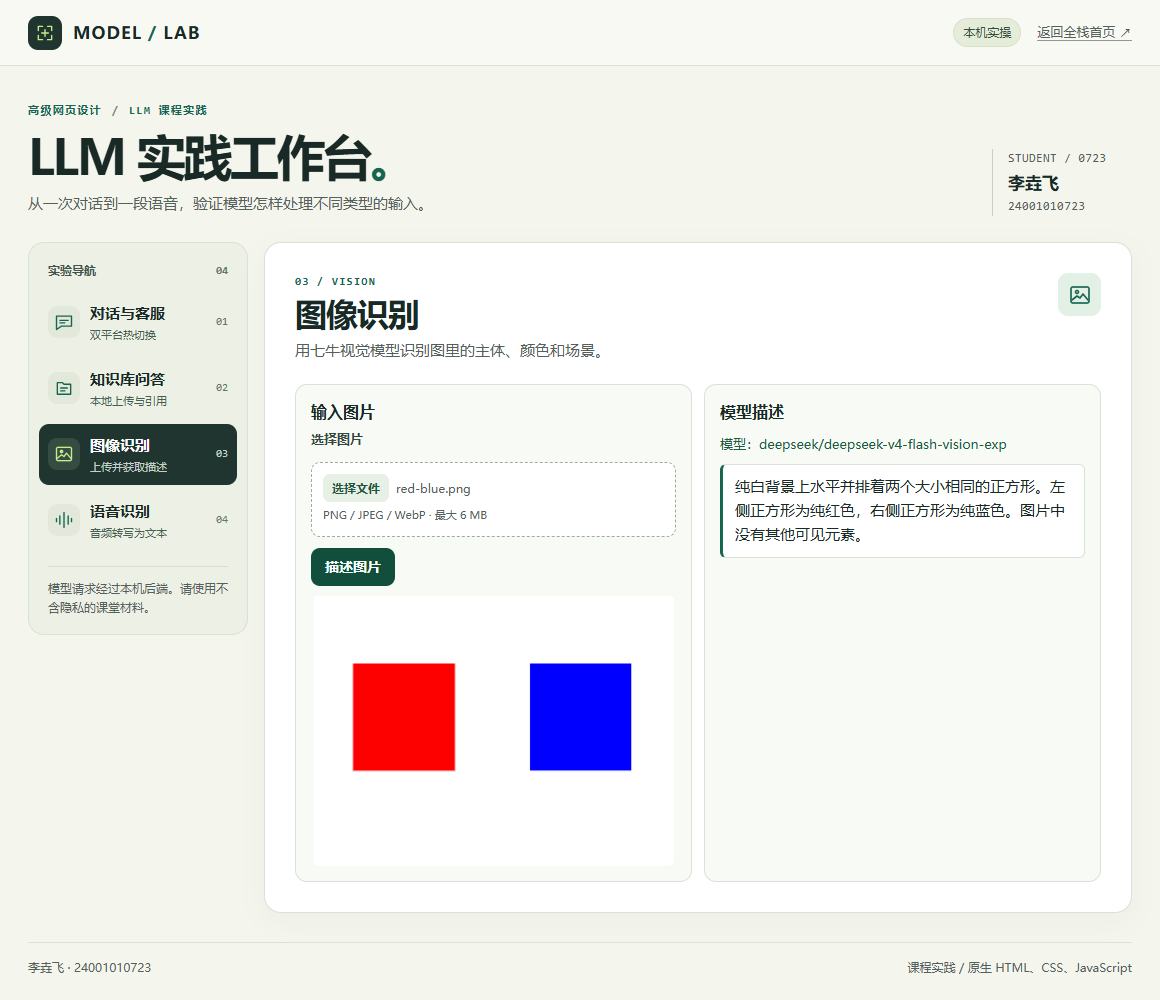 MODEL / LAB
本机实操
返回全栈首页 ↗
高级网页设计 / LLM 课程实践
LLM 实践工作台。
从一次对话到一段语音，验证模型怎样处理不同类型的输入。
STUDENT / 0723
李垚飞
24001010723
实验导航 04
对话与客服 01
双平台热切换
知识库问答 02
本地上传与引用
图像识别 03
上传并获取描述
语音识别 04
音频转写为文本
模型请求经过本机后端。请使用不
含隐私的课堂材料。
03 / VISION
图像识别
用七牛视觉模型识别图里的主体、颜色和场景。
输入图片
选择图片
选择文件 red-blue.png
PNG / JPEG / WebP · 最大 6 MB
描述图片
模型描述
模型：deepseek/deepseek-v4-flash-vision-exp
纯白背景上水平并排着两个大小相同的正方形。左
侧正方形为纯红色，右侧正方形为纯蓝色。图片中
没有其他可见元素。
李垚飞 · 24001010723
课程实践 / 原生 HTML、CSS、JavaScript